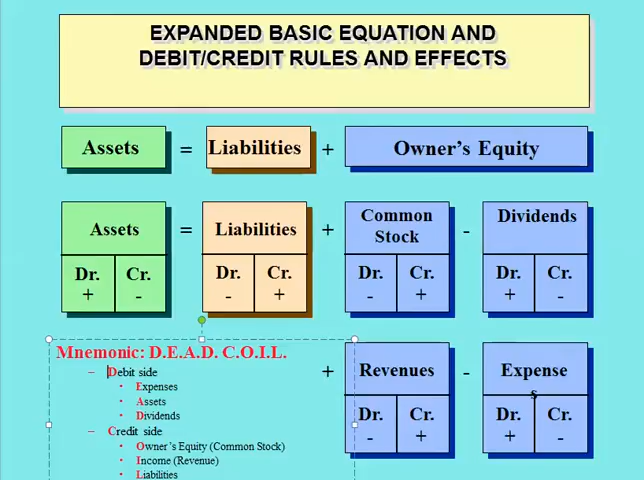 EXPANDED BASIC EQUATION AND
DEBIT/CREDIT RULES AND EFFECTS
Assets = Liabilities + Owner's Equity
Assets = Liabilities + Common Stock - Dividends
Dr. Cr. Dr. Cr. Dr. Cr. Dr. Cr.
+ - - + - + + -
Mnemonic: D.E.A.D. C.O.I.L.
– Debit side
• Expenses
• Assets
• Dividends
– Credit side
• Owner's Equity (Common Stock)
• Income (Revenue)
• Liabilities
+ Revenues - Expenses
Dr. Cr. Dr. Cr.
- + + -